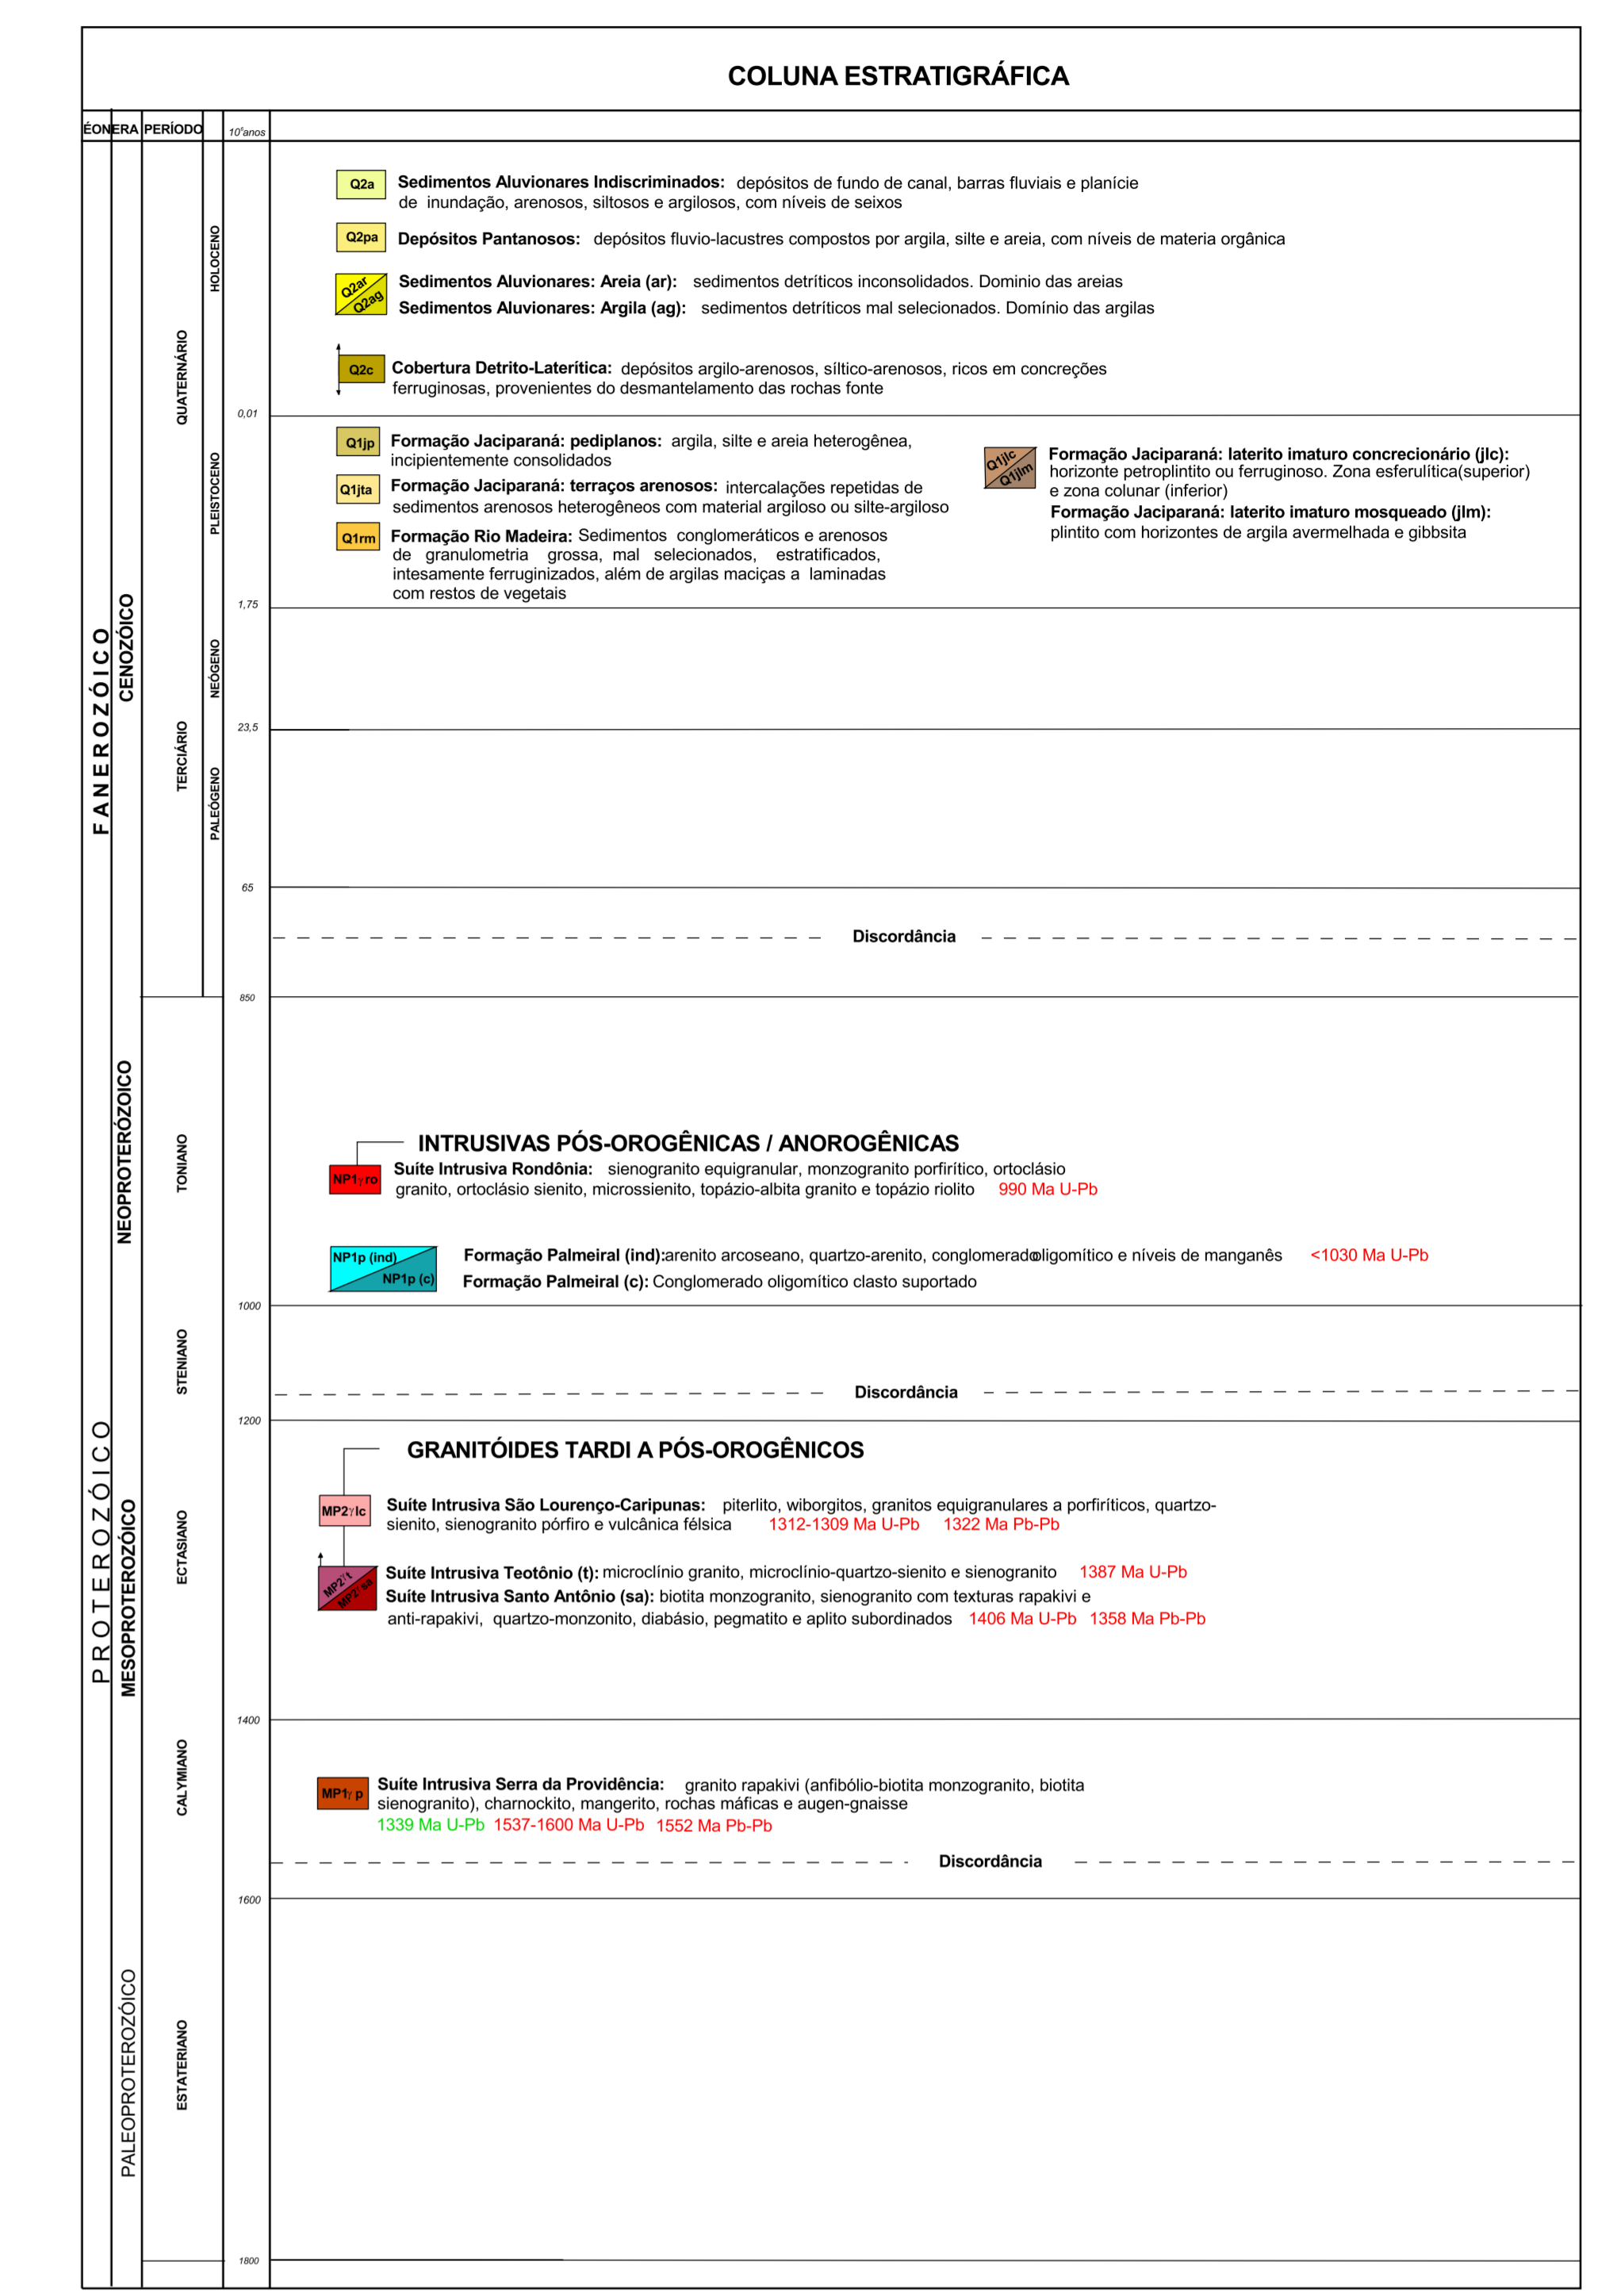 COLUNA ESTRATIGRÁFICA
ÉON ERA PERÍODO 10⁶anos
FANEROZÓICO
CENOZÓICO
QUATERNÁRIO
HOLOCENO
Q2a Sedimentos Aluvionares Indiscriminados: depósitos de fundo de canal, barras fluviais e planície
de inundação, arenosos, siltosos e argilosos, com níveis de seixos
Q2pa Depósitos Pantanosos: depósitos fluvio-lacustres compostos por argila, silte e areia, com níveis de materia orgânica
Q2ar Sedimentos Aluvionares: Areia (ar): sedimentos detríticos inconsolidados. Dominio das areias
Q2ag Sedimentos Aluvionares: Argila (ag): sedimentos detríticos mal selecionados. Domínio das argilas
Q2c Cobertura Detrito-Laterítica: depósitos argilo-arenosos, síltico-arenosos, ricos em concreções
ferruginosas, provenientes do desmantelamento das rochas fonte
0,01
PLEISTOCENO
Q1jp Formação Jaciparaná: pediplanos: argila, silte e areia heterogênea,
incipientemente consolidados
Q1jta Formação Jaciparaná: terraços arenosos: intercalações repetidas de
sedimentos arenosos heterogêneos com material argiloso ou silte-argiloso
Q1rm Formação Rio Madeira: Sedimentos conglomeráticos e arenosos
de granulometria grossa, mal selecionados, estratificados,
intesamente ferruginizados, além de argilas maciças a laminadas
com restos de vegetais
Q1jlc Formação Jaciparaná: laterito imaturo concrecionário (jlc):
horizonte petroplintito ou ferruginoso. Zona esferulítica(superior)
e zona colunar (inferior)
Q1jlm Formação Jaciparaná: laterito imaturo mosqueado (jlm):
plintito com horizontes de argila avermelhada e gibbsita
1,75
TERCIÁRIO
NEÓGENO
23,5
PALEÓGENO
65
Discordância
850
PROTEROZÓICO
NEOPROTERÓZOICO
TONIANO
INTRUSIVAS PÓS-OROGÊNICAS / ANOROGÊNICAS
NP1γro Suíte Intrusiva Rondônia: sienogranito equigranular, monzogranito porfirítico, ortoclásio
granito, ortoclásio sienito, microssienito, topázio-albita granito e topázio riolito 990 Ma U-Pb
NP1p (ind) Formação Palmeiral (ind):arenito arcoseano, quartzo-arenito, conglomeradooligomítico e níveis de manganês <1030 Ma U-Pb
NP1p (c) Formação Palmeiral (c): Conglomerado oligomítico clasto suportado
1000
MESOPROTEROZÓICO
STENIANO
Discordância
1200
ECTASIANO
GRANITÓIDES TARDI A PÓS-OROGÊNICOS
MP2γlc Suíte Intrusiva São Lourenço-Caripunas: piterlito, wiborgitos, granitos equigranulares a porfiríticos, quartzo-
sienito, sienogranito pórfiro e vulcânica félsica 1312-1309 Ma U-Pb 1322 Ma Pb-Pb
MP2γt Suíte Intrusiva Teotônio (t): microclínio granito, microclínio-quartzo-sienito e sienogranito 1387 Ma U-Pb
MP2γsa Suíte Intrusiva Santo Antônio (sa): biotita monzogranito, sienogranito com texturas rapakivi e
anti-rapakivi, quartzo-monzonito, diabásio, pegmatito e aplito subordinados 1406 Ma U-Pb 1358 Ma Pb-Pb
1400
CALYMIANO
MP1γp Suíte Intrusiva Serra da Providência: granito rapakivi (anfibólio-biotita monzogranito, biotita
sienogranito), charnockito, mangerito, rochas máficas e augen-gnaisse
1339 Ma U-Pb 1537-1600 Ma U-Pb 1552 Ma Pb-Pb
Discordância
1600
PALEOPROTEROZÓICO
ESTATERIANO
1800